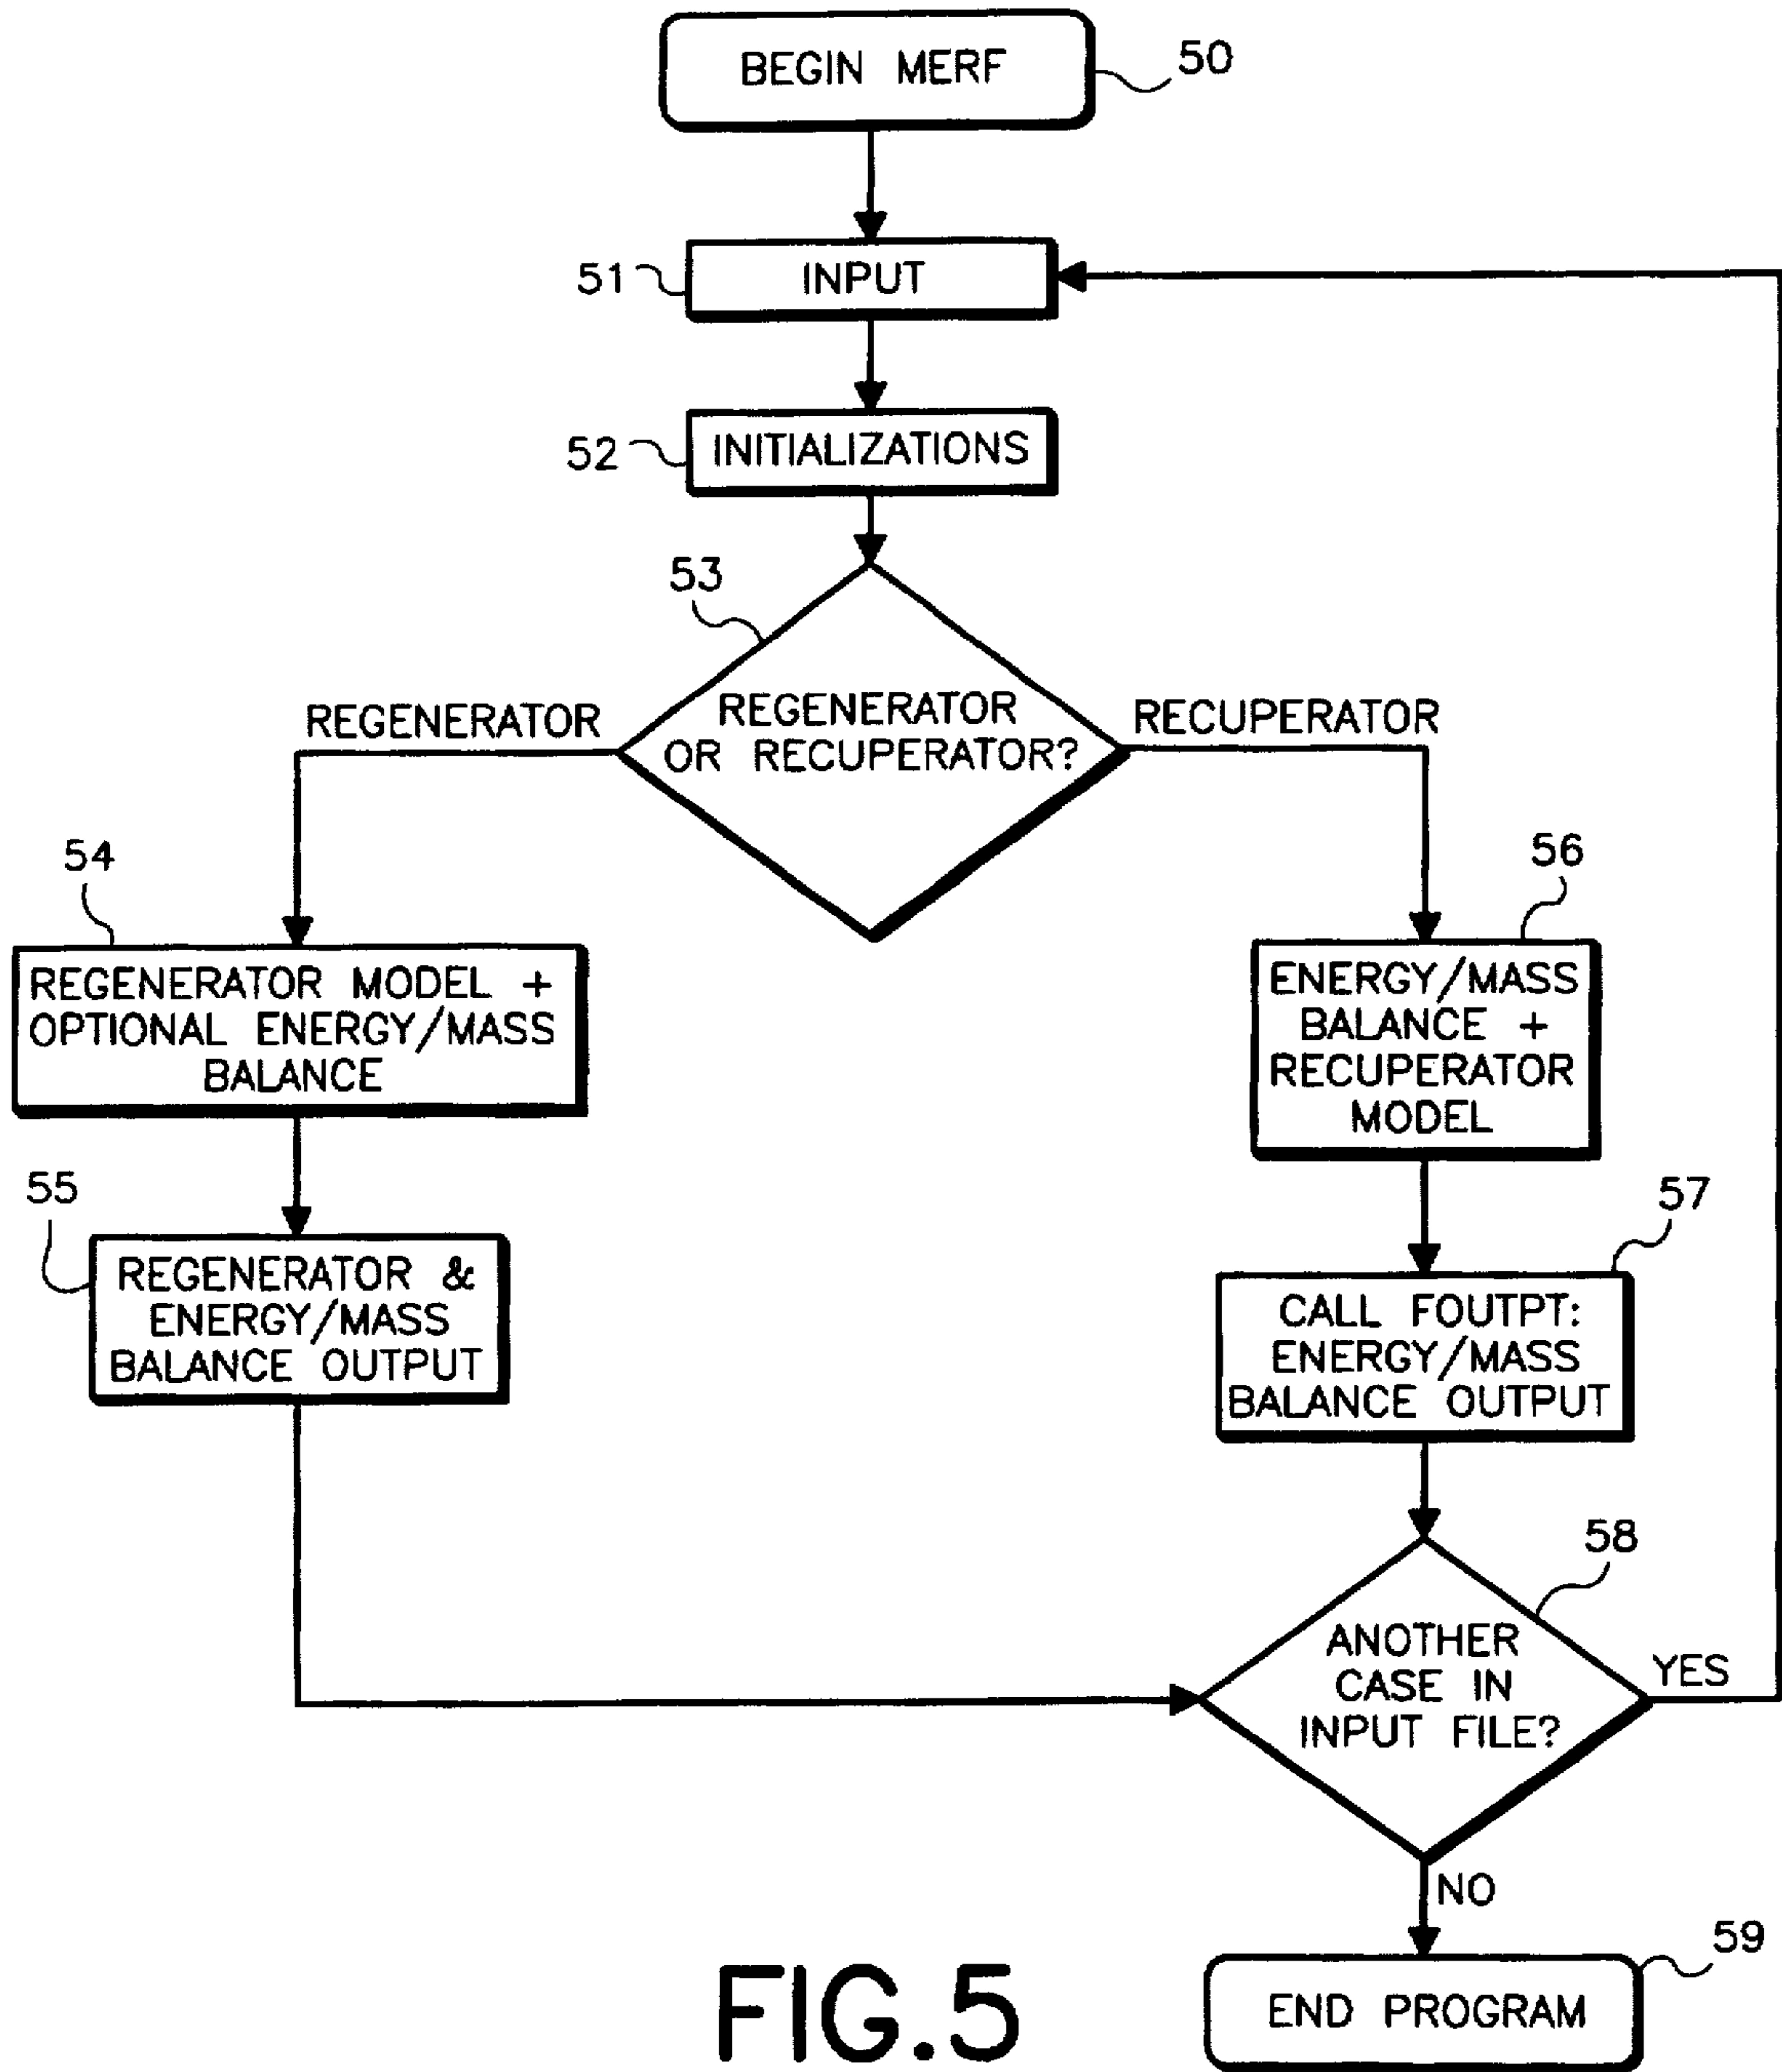 BEGIN MERF
50
51
INPUT
52
INITIALIZATIONS
53
REGENERATOR
REGENERATOR
OR RECUPERATOR?
RECUPERATOR
54
REGENERATOR MODEL +
OPTIONAL ENERGY/MASS
BALANCE
56
ENERGY/MASS
BALANCE +
RECUPERATOR
MODEL
55
REGENERATOR &
ENERGY/MASS
BALANCE OUTPUT
57
CALL FOUTPT:
ENERGY/MASS
BALANCE OUTPUT
58
ANOTHER
CASE IN
INPUT FILE?
YES
NO
59
END PROGRAM
FIG.5